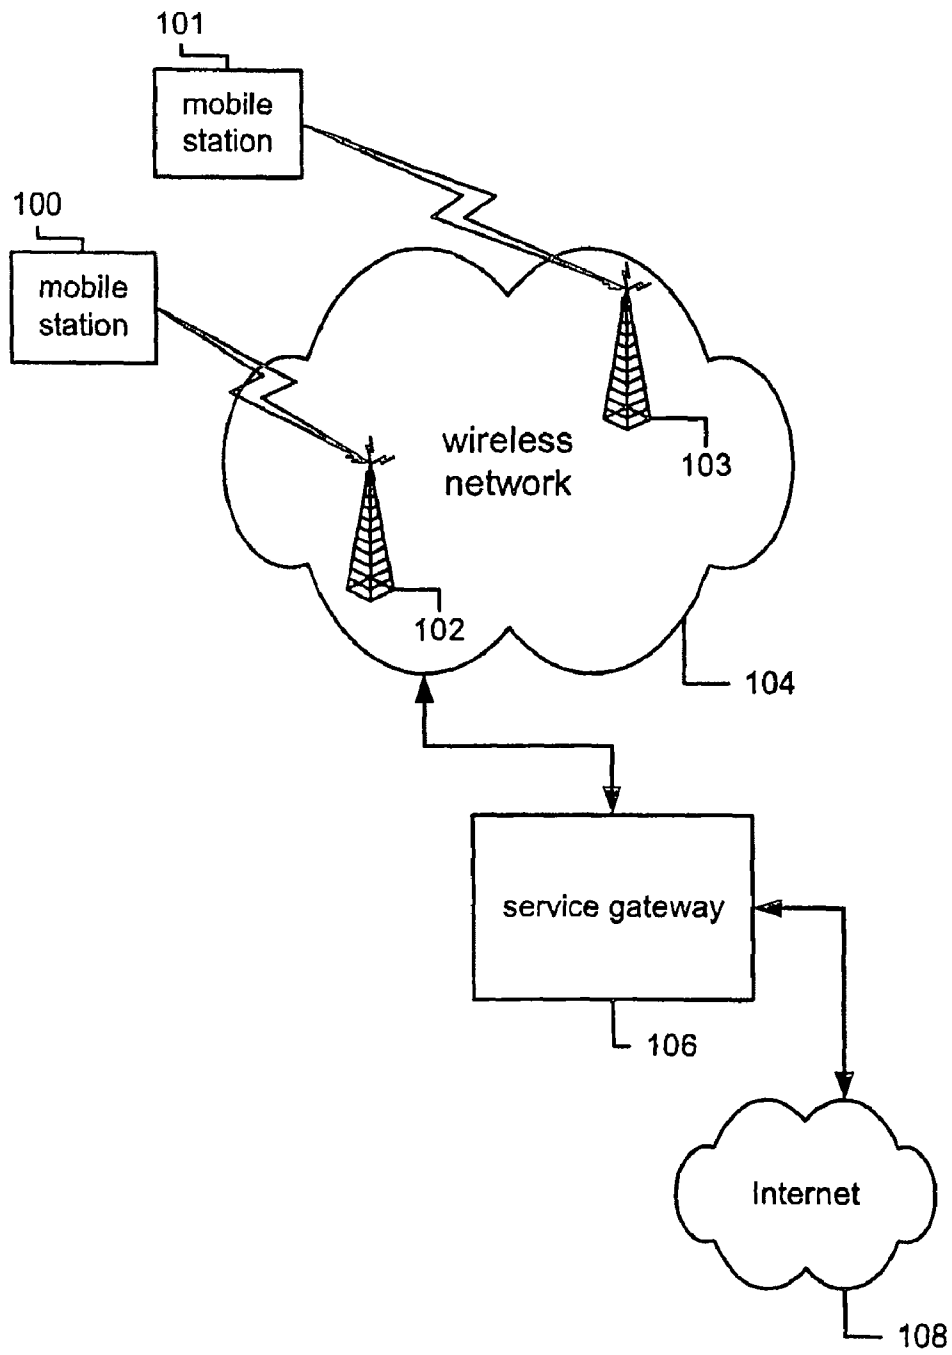 101
mobile
station
100
mobile
station
wireless
network
103
102
104
service gateway
106
Internet
108